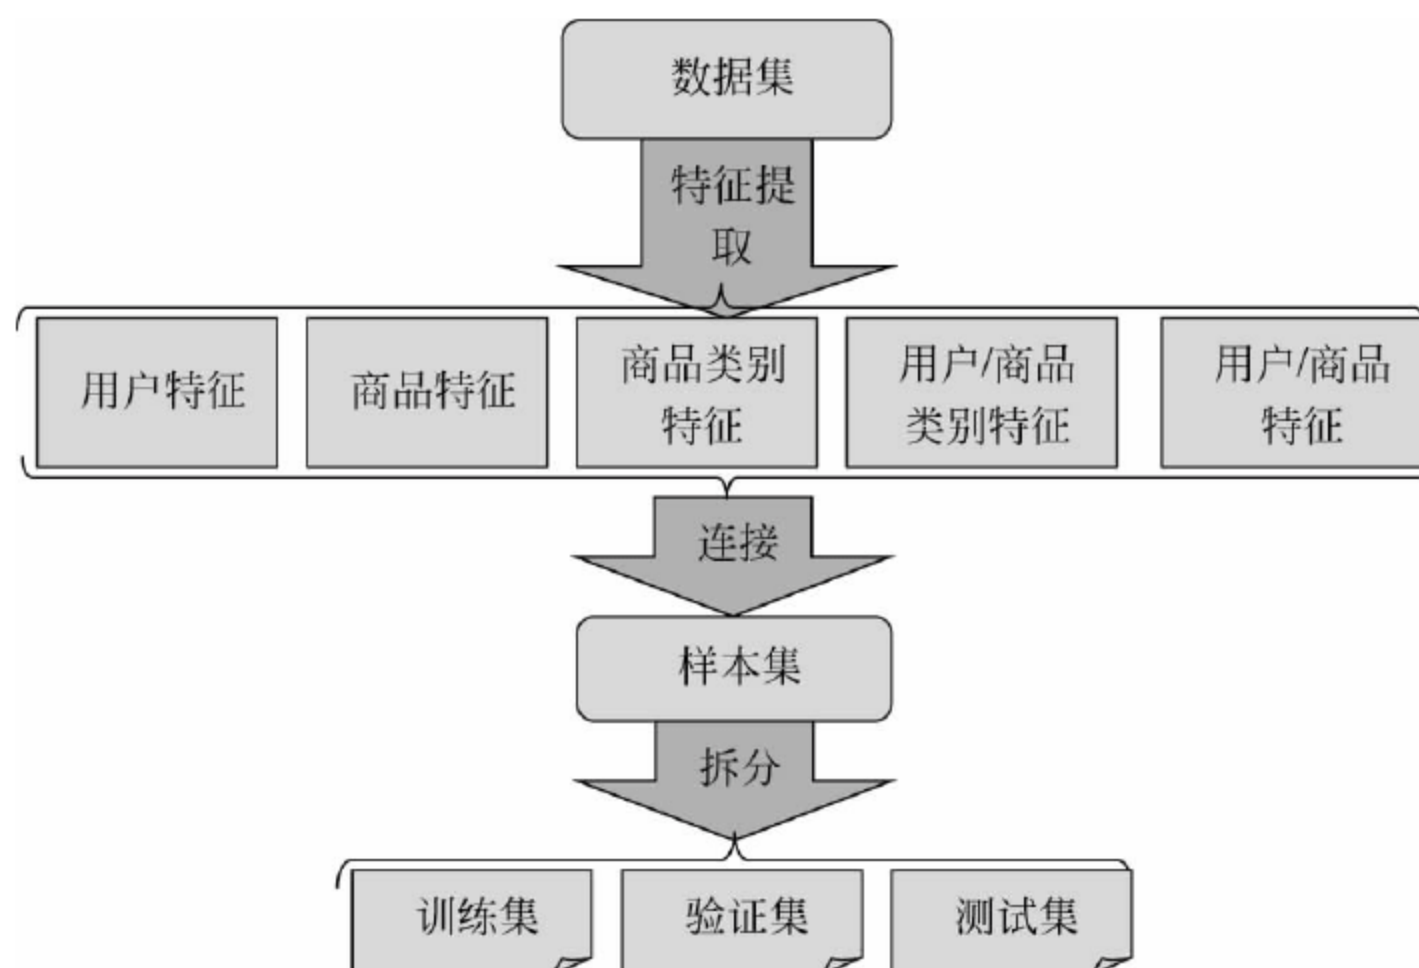 数据集
特征提
取
用户特征
商品特征
商品类别
特征
用户/商品
类别特征
用户/商品
特征
连接
样本集
拆分
训练集
验证集
测试集